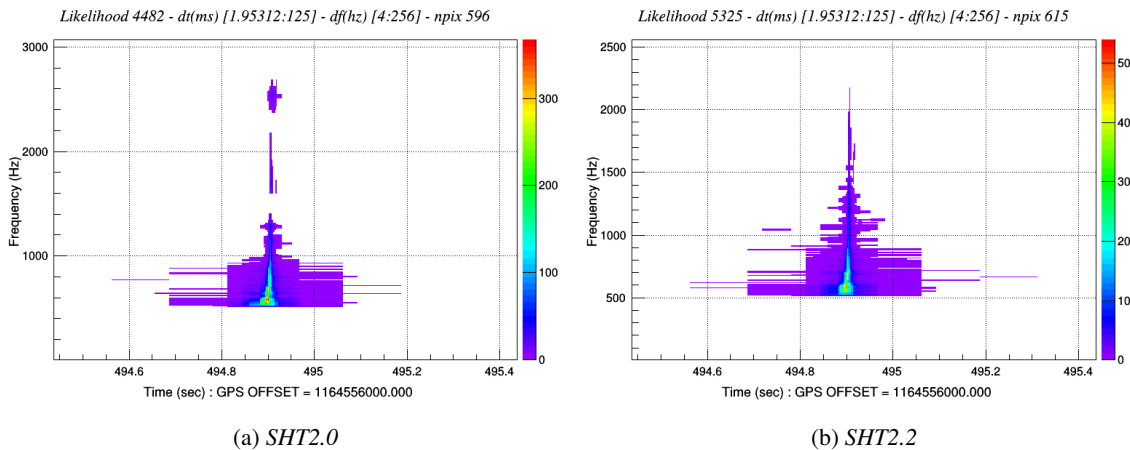 Likelihood 4482 - dt(ms) [1.95312:125] - df(hz) [4:256] - npix 596
3000
2000
1000
Frequency (Hz)
300
200
100
0
494.6 494.8 495 495.2 495.4
Time (sec) : GPS OFFSET = 1164556000.000
(a) SHT2.0
Likelihood 5325 - dt(ms) [1.95312:125] - df(hz) [4:256] - npix 615
2500
2000
1500
1000
500
Frequency (Hz)
50
40
30
20
10
0
494.6 494.8 495 495.2 495.4
Time (sec) : GPS OFFSET = 1164556000.000
(b) SHT2.2